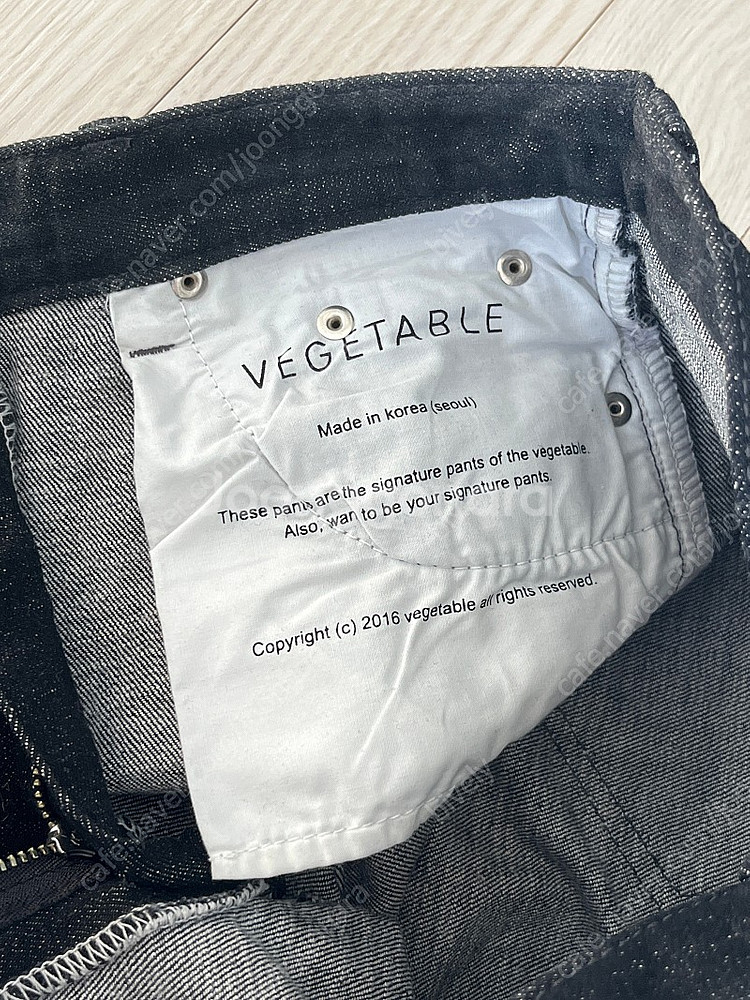 VEGETABLE
Made in korea (seoul)
These pants are the signature pants of the vegetable.
Also, want to be your signature pants.
Copyright (c) 2016 vegetable all rights reserved.